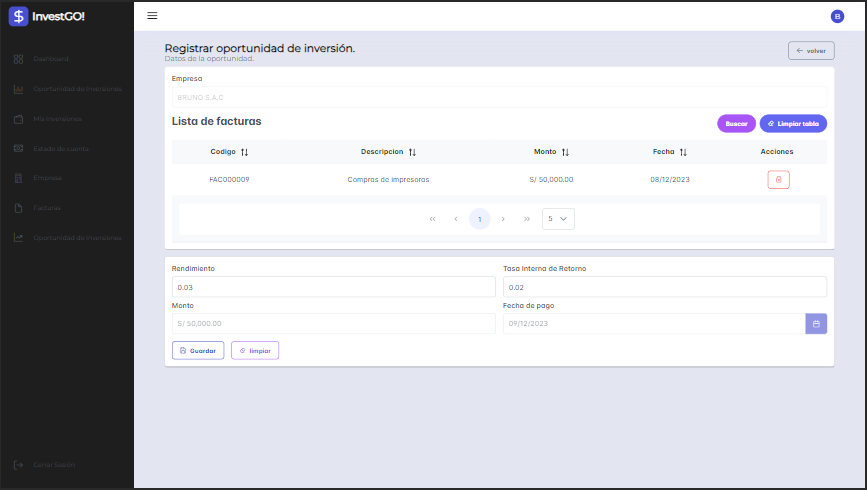 InvestGO!
B
Dashboard
Oportunidad de inversiones
Mis Inversiones
Estado de cuenta
Empresa
Facturas
Oportunidad de Inversiones
Cerrar sesión
Registrar oportunidad de inversión.
Datos de la oportunidad.
volver
Empresa
BRUNO S.A.C
Lista de facturas
Buscar
Limpiar tabla
Codigo Descripcion Monto Fecha Acciones
FAC000009 Compras de impresoras S/ 50,000.00 08/12/2023
1 5
Rendimiento Tasa Interna de Retorno
0.03 0.02
Monto Fecha de pago
S/ 50,000.00 09/12/2023
Guardar limpiar